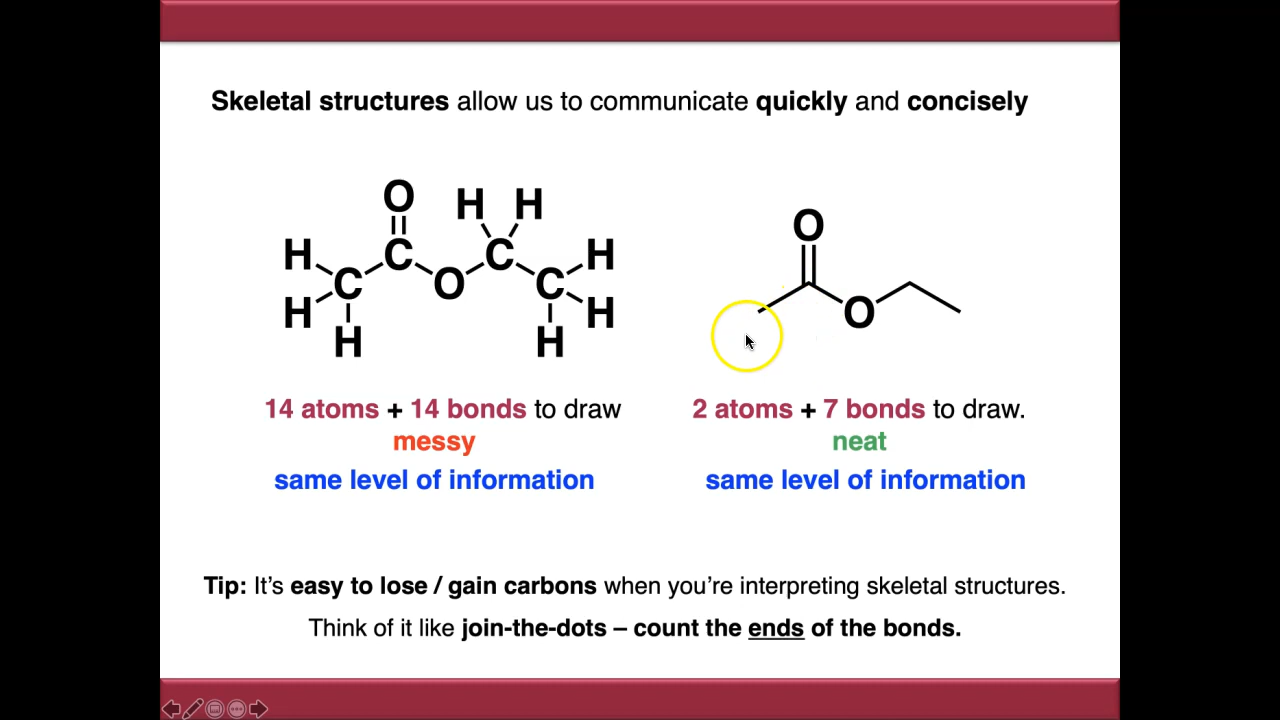 Skeletal structures allow us to communicate quickly and concisely
O H H
H C C H
C O C
H H
H H
O
O
14 atoms + 14 bonds to draw
messy
same level of information
2 atoms + 7 bonds to draw.
neat
same level of information
Tip: It’s easy to lose / gain carbons when you’re interpreting skeletal structures.
Think of it like join-the-dots – count the ends of the bonds.